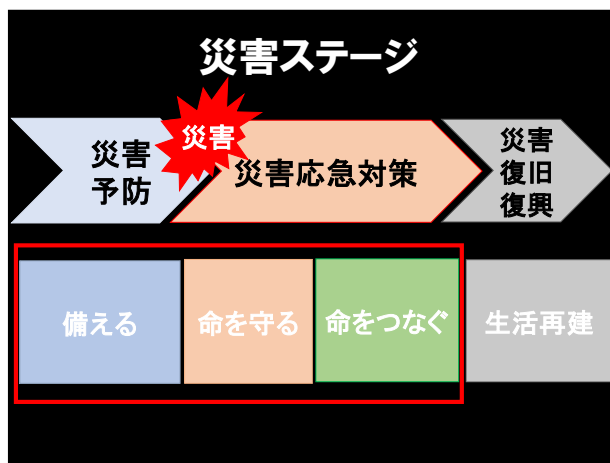 災害ステージ
災害
予防
災害
災害応急対策
災害
復旧
復興
備える
命を守る
命をつなぐ
生活再建